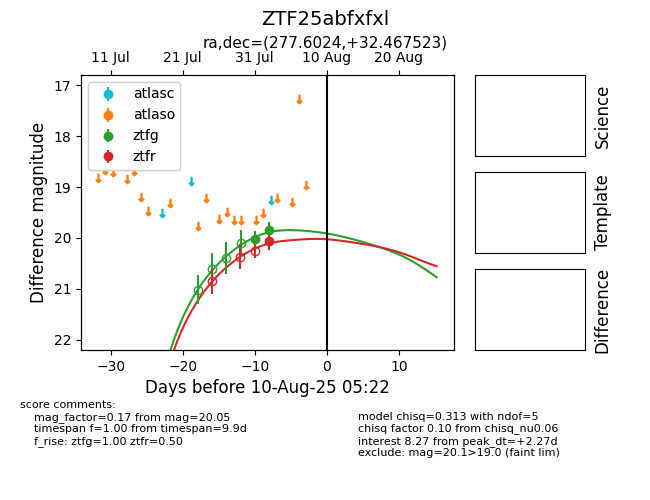 ZTF25abfxfxl
ra,dec=(277.6024,+32.467523)
11 Jul 21 Jul 31 Jul 10 Aug 20 Aug
17
18
19
20
21
22
Difference magnitude
atlasc
atlaso
ztfg
ztfr
−30 −20 −10 0 10
Days before 10-Aug-25 05:22
Science
Template
Difference
score comments:
mag_factor=0.17 from mag=20.05
timespan f=1.00 from timespan=9.9d
f_rise: ztfg=1.00 ztfr=0.50
model chisq=0.313 with ndof=5
chisq factor 0.10 from chisq_nu0.06
interest 8.27 from peak_dt=+2.27d
exclude: mag=20.1>19.0 (faint lim)